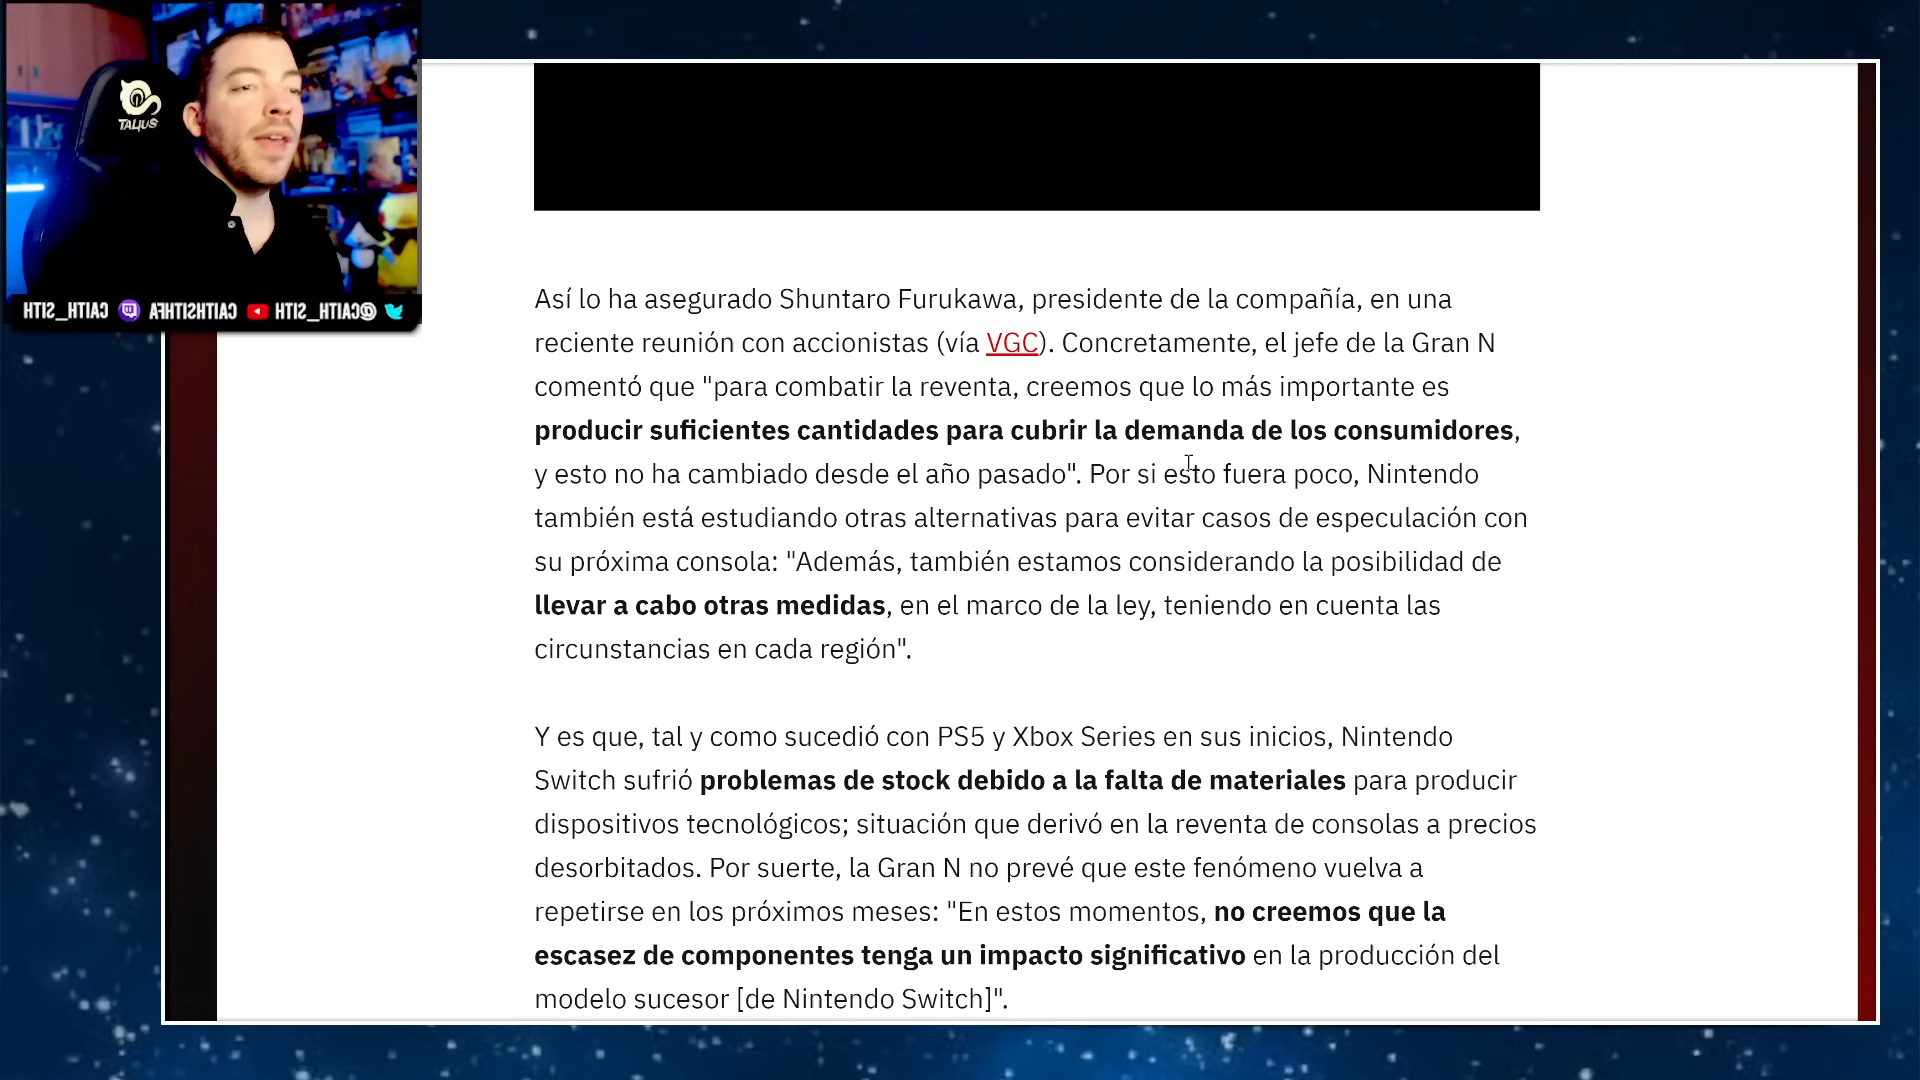 TALIUS
CAITH_SITH CAITHSITHFA @CAITH_SITH
Así lo ha asegurado Shuntaro Furukawa, presidente de la compañía, en una
reciente reunión con accionistas (vía VGC). Concretamente, el jefe de la Gran N
comentó que "para combatir la reventa, creemos que lo más importante es
producir suficientes cantidades para cubrir la demanda de los consumidores,
y esto no ha cambiado desde el año pasado". Por si esto fuera poco, Nintendo
también está estudiando otras alternativas para evitar casos de especulación con
su próxima consola: "Además, también estamos considerando la posibilidad de
llevar a cabo otras medidas, en el marco de la ley, teniendo en cuenta las
circunstancias en cada región".
Y es que, tal y como sucedió con PS5 y Xbox Series en sus inicios, Nintendo
Switch sufrió problemas de stock debido a la falta de materiales para producir
dispositivos tecnológicos; situación que derivó en la reventa de consolas a precios
desorbitados. Por suerte, la Gran N no prevé que este fenómeno vuelva a
repetirse en los próximos meses: "En estos momentos, no creemos que la
escasez de componentes tenga un impacto significativo en la producción del
modelo sucesor [de Nintendo Switch]".